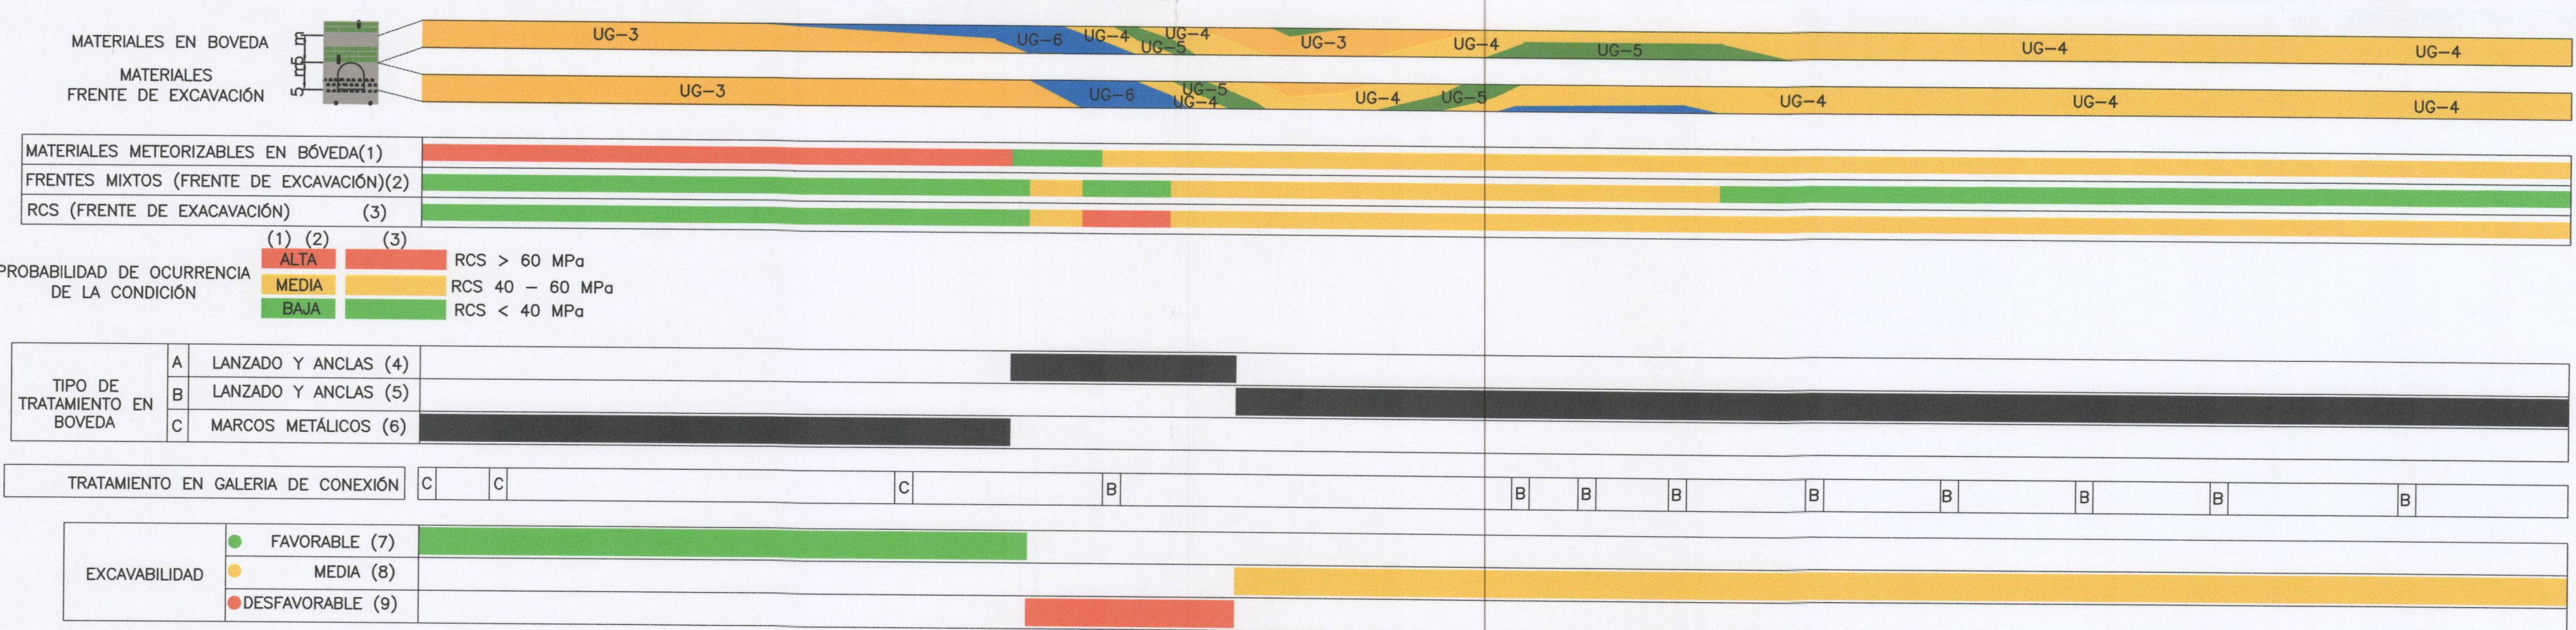 MATERIALES EN BOVEDA
m
UG-3
UG-6
UG-4
UG-5
UG-4
UG-3
UG-4
UG-5
UG-4
UG-4
MATERIALES
FRENTE DE EXCAVACIÓN
5 m
5
UG-3
UG-6
UG-5
UG-4
UG-4
UG-5
UG-4
UG-4
UG-4
MATERIALES METEORIZABLES EN BÓVEDA(1)
FRENTES MIXTOS (FRENTE DE EXCAVACIÓN)(2)
RCS (FRENTE DE EXACAVACIÓN) (3)
(1) (2) (3)
PROBABILIDAD DE OCURRENCIA
DE LA CONDICIÓN
ALTA RCS > 60 MPa
MEDIA RCS 40 - 60 MPa
BAJA RCS < 40 MPa
TIPO DE
TRATAMIENTO EN
BOVEDA
A LANZADO Y ANCLAS (4)
B LANZADO Y ANCLAS (5)
C MARCOS METÁLICOS (6)
TRATAMIENTO EN GALERIA DE CONEXIÓN C C C B B B B B B B B B
EXCAVABILIDAD
FAVORABLE (7)
MEDIA (8)
DESFAVORABLE (9)